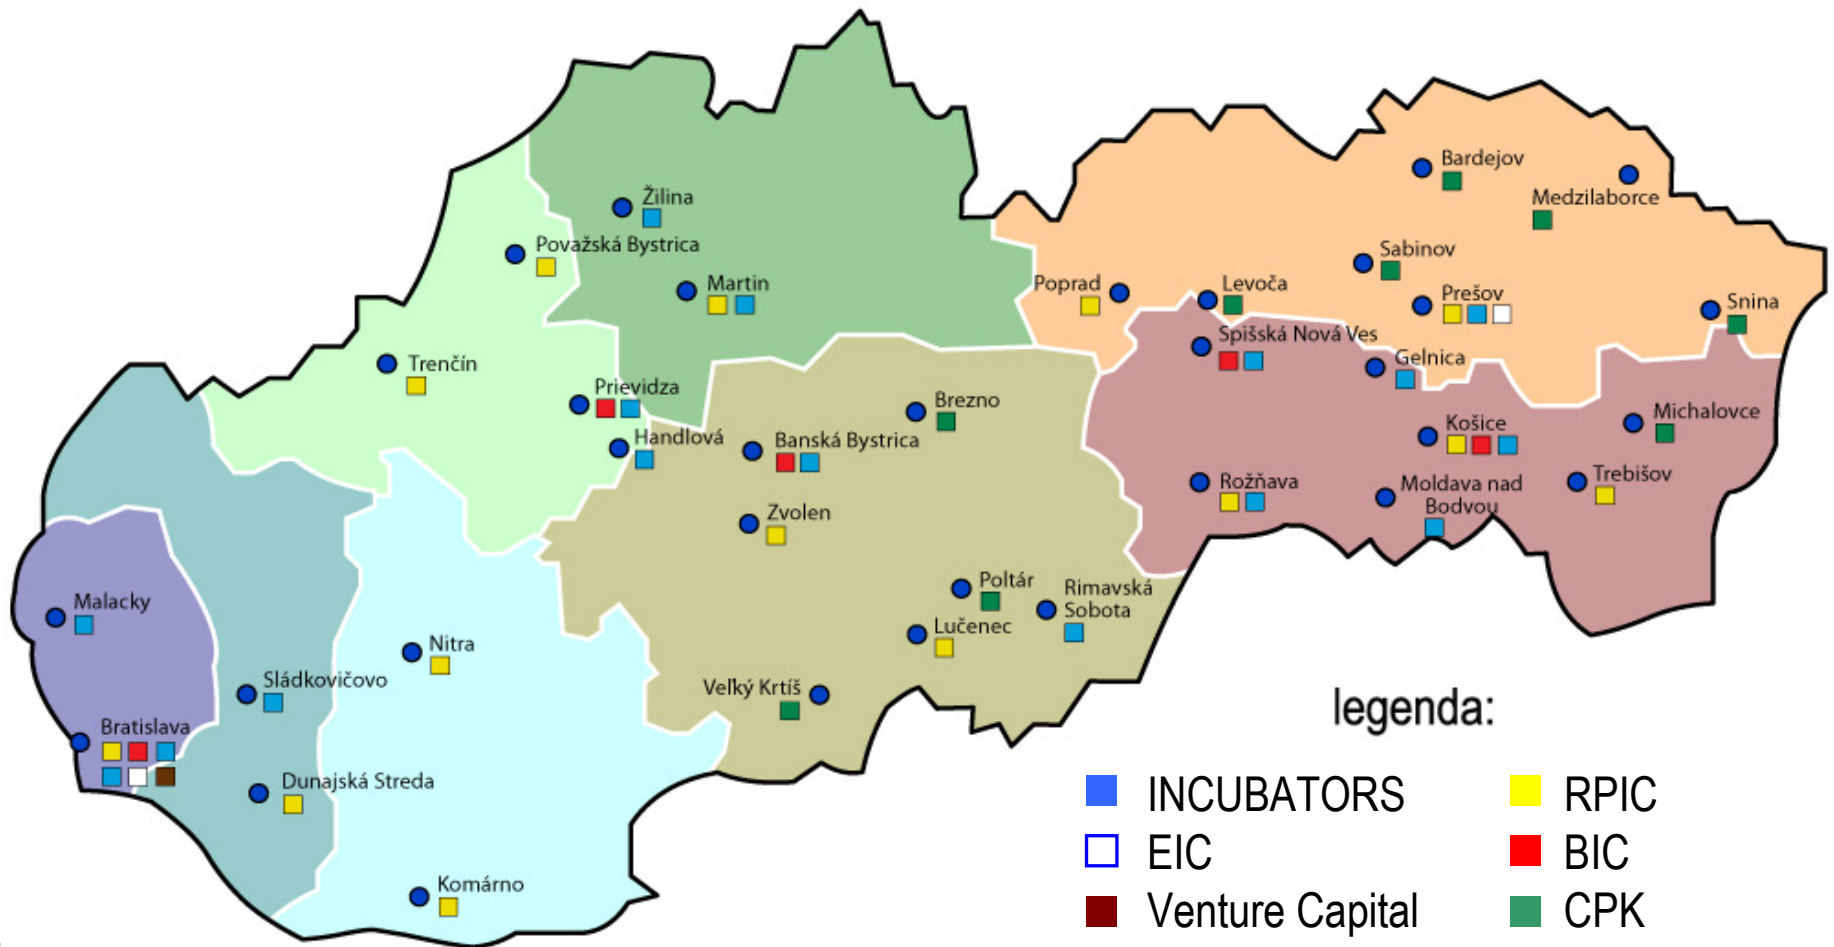 Bardejov
Medzilaborce
Žilina
Považská Bystrica
Sabinov
Martin
Poprad
Levoča
Prešov
Snina
Spišská Nová Ves
Gelnica
Trenčín
Prievidza
Brezno
Michalovce
Handlová
Banská Bystrica
Košice
Rožňava
Moldava nad
Bodvou
Trebišov
Zvolen
Poltár
Rimavská
Sobota
Malacky
Lučenec
Nitra
Sládkovičovo
Veľký Krtíš
Bratislava
Dunajská Streda
Komárno
legenda:
INCUBATORS
RPIC
EIC
BIC
Venture Capital
CPK